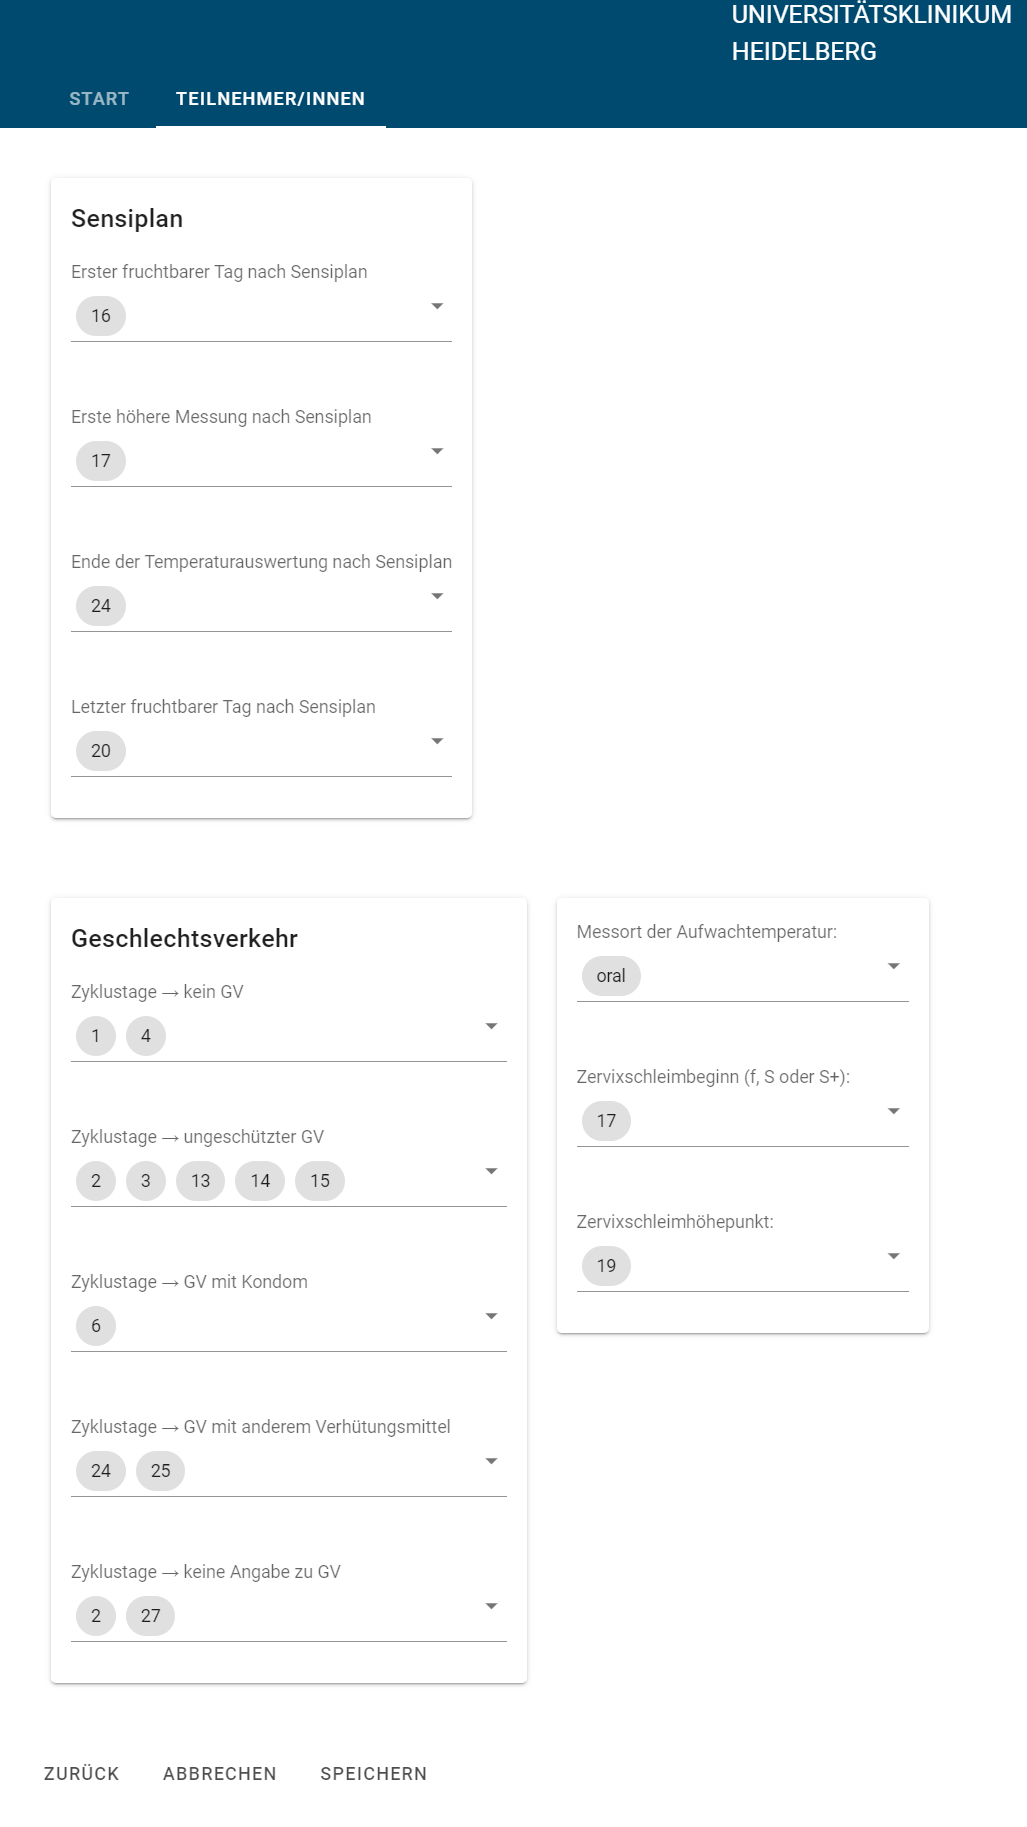 UNIVERSITÄTSKLINIKUM
HEIDELBERG
START TEILNEHMER/INNEN
Sensiplan
Erster fruchtbarer Tag nach Sensiplan
16
Erste höhere Messung nach Sensiplan
17
Ende der Temperaturauswertung nach Sensiplan
24
Letzter fruchtbarer Tag nach Sensiplan
20
Geschlechtsverkehr
Zyklustage → kein GV
1 4
Zyklustage → ungeschützter GV
2 3 13 14 15
Zyklustage → GV mit Kondom
6
Zyklustage → GV mit anderem Verhütungsmittel
24 25
Zyklustage → keine Angabe zu GV
2 27
Messort der Aufwachtemperatur:
oral
Zervixschleimbeginn (f, S oder S+):
17
Zervixschleimhöhepunkt:
19
ZURÜCK ABBRECHEN SPEICHERN